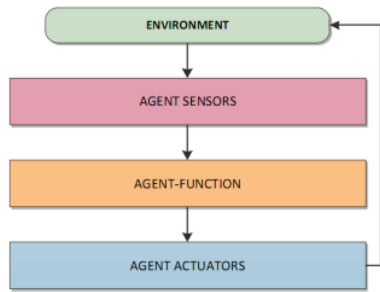 ENVIRONMENT
AGENT SENSORS
AGENT-FUNCTION
AGENT ACTUATORS